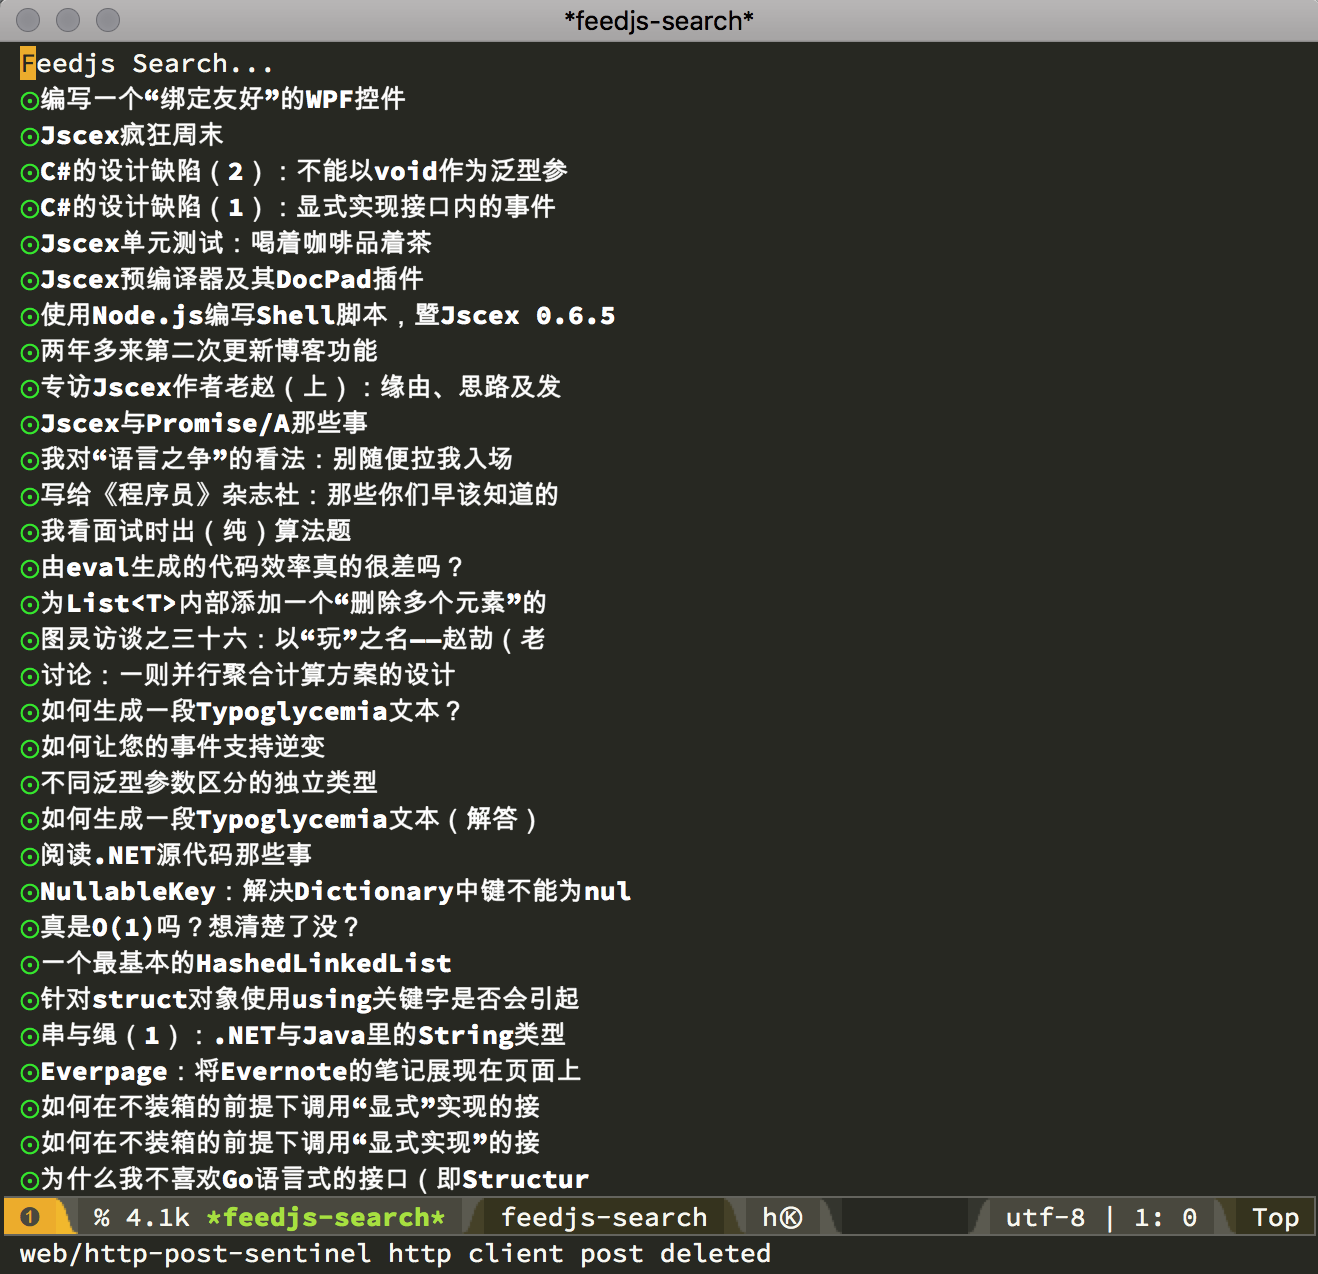 *feedjs-search*
Feedjs Search...
⊙编写一个“绑定友好”的WPF控件
⊙Jscex疯狂周末
⊙C#的设计缺陷（2）：不能以void作为泛型参
⊙C#的设计缺陷（1）：显式实现接口内的事件
⊙Jscex单元测试：喝着咖啡品着茶
⊙Jscex预编译器及其DocPad插件
⊙使用Node.js编写Shell脚本，暨Jscex 0.6.5
⊙两年多来第二次更新博客功能
⊙专访Jscex作者老赵（上）：缘由、思路及发
⊙Jscex与Promise/A那些事
⊙我对“语言之争”的看法：别随便拉我入场
⊙写给《程序员》杂志社：那些你们早该知道的
⊙我看面试时出（纯）算法题
⊙由eval生成的代码效率真的很差吗？
⊙为List<T>内部添加一个“删除多个元素”的
⊙图灵访谈之三十六：以“玩”之名——赵劼（老
⊙讨论：一则并行聚合计算方案的设计
⊙如何生成一段Typoglycemia文本？
⊙如何让您的事件支持逆变
⊙不同泛型参数区分的独立类型
⊙如何生成一段Typoglycemia文本（解答）
⊙阅读.NET源代码那些事
⊙NullableKey：解决Dictionary中键不能为nul
⊙真是O(1)吗？想清楚了没？
⊙一个最基本的HashedLinkedList
⊙针对struct对象使用using关键字是否会引起
⊙串与绳（1）：.NET与Java里的String类型
⊙Everpage：将Evernote的笔记展现在页面上
⊙如何在不装箱的前提下调用“显式”实现的接
⊙如何在不装箱的前提下调用“显式实现”的接
⊙为什么我不喜欢Go语言式的接口（即Structur
❶ % 4.1k *feedjs-search* feedjs-search hⓀ utf-8 | 1: 0 Top
web/http-post-sentinel http client post deleted